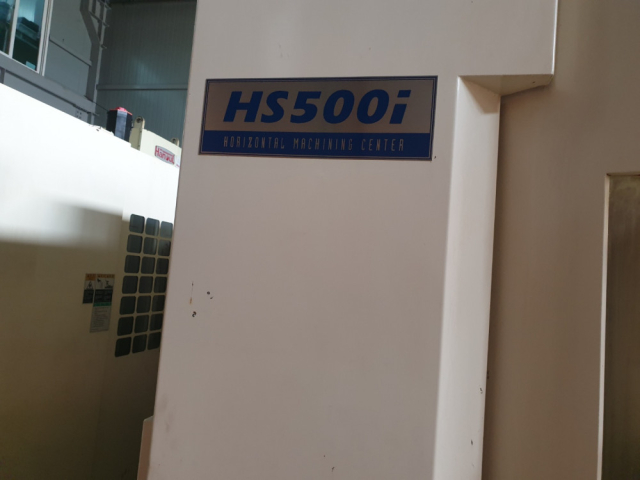 HS500i
HORIZONTAL MACHINING CENTER